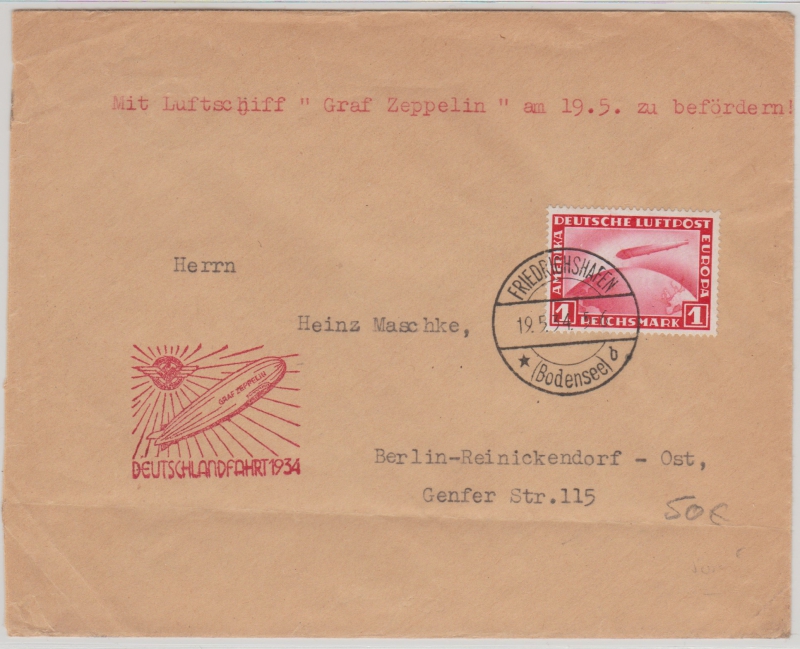 Mit Luftschiff " Graf Zeppelin " am 19.5. zu befördern!
DEUTSCHE LUFTPOST
AMERIKA
EUROPA
1 REICHSMARK 1
FRIEDRICHSHAFEN
19.5.34.
(Bodensee) b
Herrn
Heinz Maschke,
GRAF ZEPPELIN
DEUTSCHLANDFAHRT 1934
Berlin-Reinickendorf - Ost,
Genfer Str.115
50€